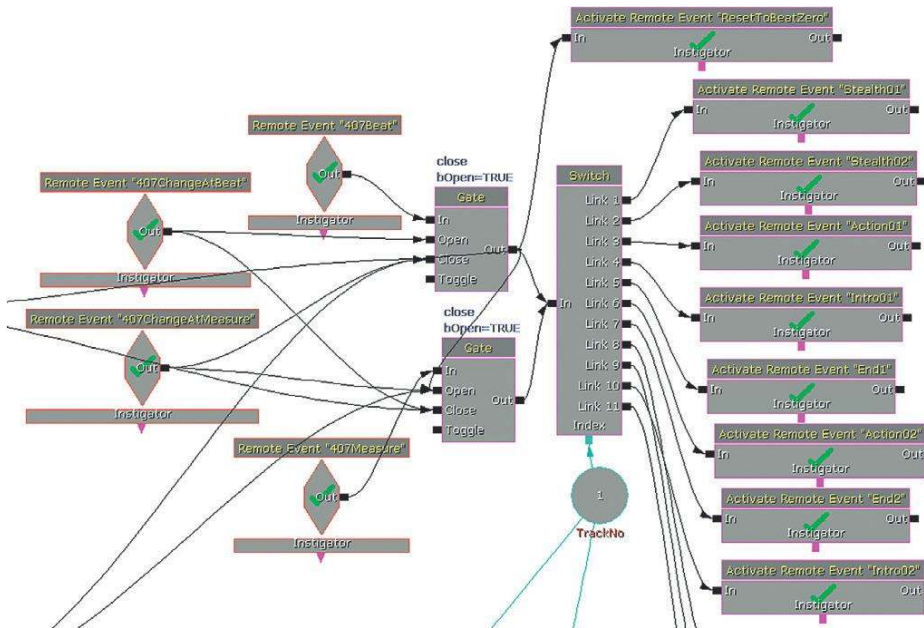 Activate Remote Event "ResetToBeatZero"
In
Out
Instigator
Activate Remote Event "Stealth01"
In
Out
Instigator
Remote Event "407Beat"
Out
Instigator
close
bOpen=TRUE
Gate
In
Open
Close
Toggle
Out
Remote Event "407ChangeAtBeat"
Out
Instigator
Remote Event "407ChangeAtMeasure"
Out
Instigator
close
bOpen=TRUE
Gate
In
Open
Close
Toggle
Out
Remote Event "407Measure"
Out
Instigator
Switch
In
Link 1
Link 2
Link 3
Link 4
Link 5
Link 6
Link 7
Link 8
Link 9
Link 10
Link 11
Index
1
TrackNo
Activate Remote Event "Stealth02"
In
Out
Instigator
Activate Remote Event "Action01"
In
Out
Instigator
Activate Remote Event "Intro01"
In
Out
Instigator
Activate Remote Event "End1"
In
Out
Instigator
Activate Remote Event "Action02"
In
Out
Instigator
Activate Remote Event "End2"
In
Out
Instigator
Activate Remote Event "Intro02"
In
Out
Instigator